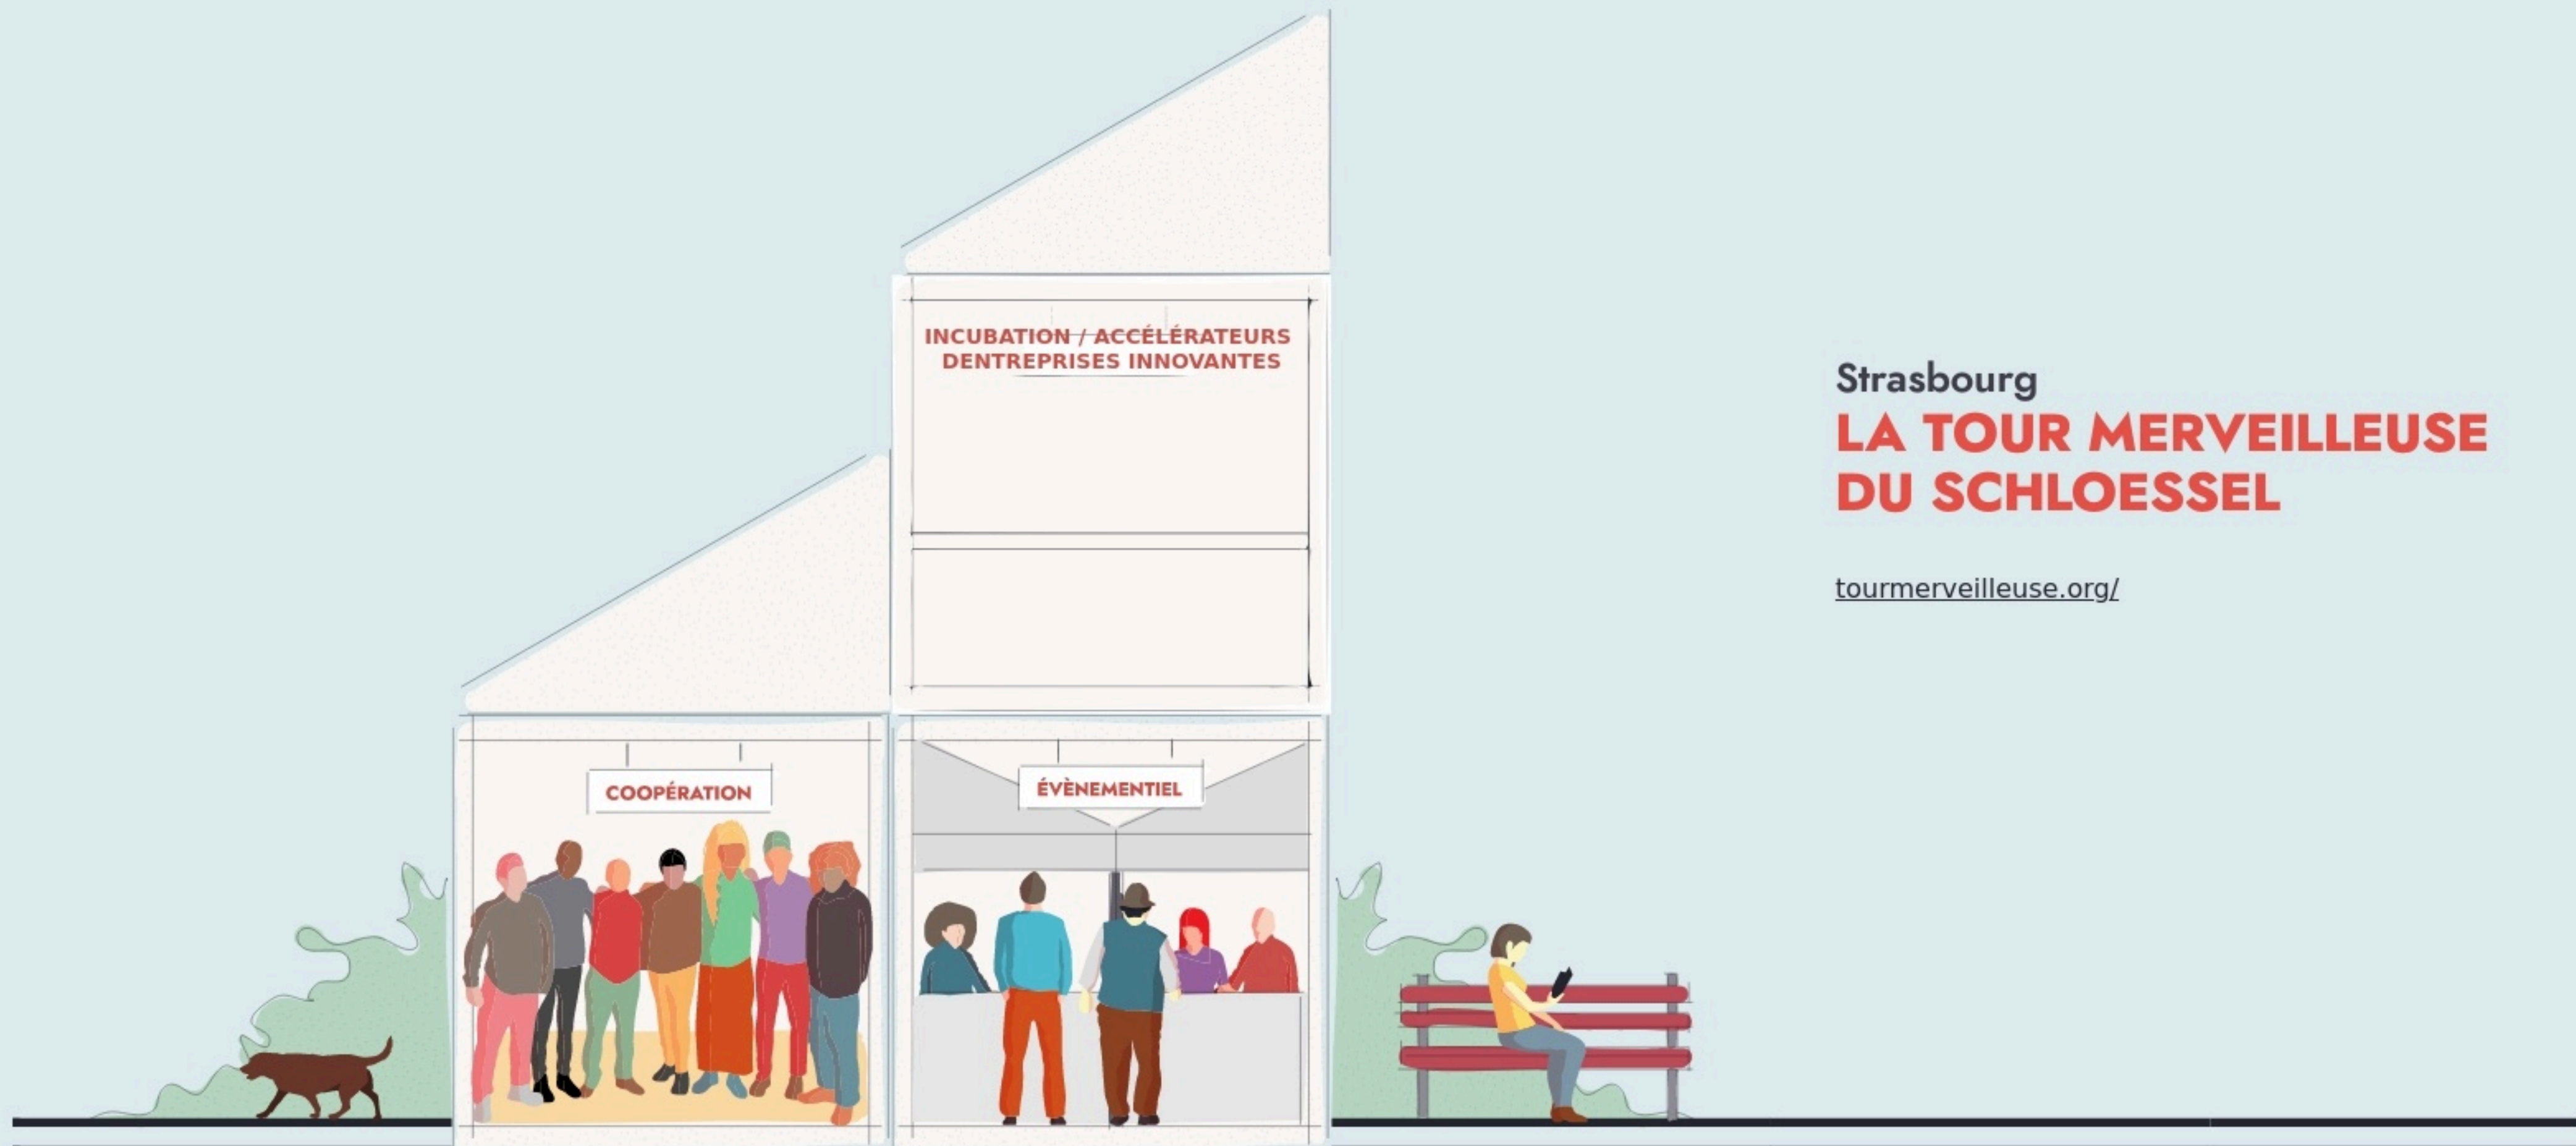 INCUBATION / ACCÉLÉRATEURS
DENTREPRISES INNOVANTES
Strasbourg
LA TOUR MERVEILLEUSE
DU SCHLOESSEL
tourmerveilleuse.org/
COOPÉRATION
ÉVÈNEMENTIEL